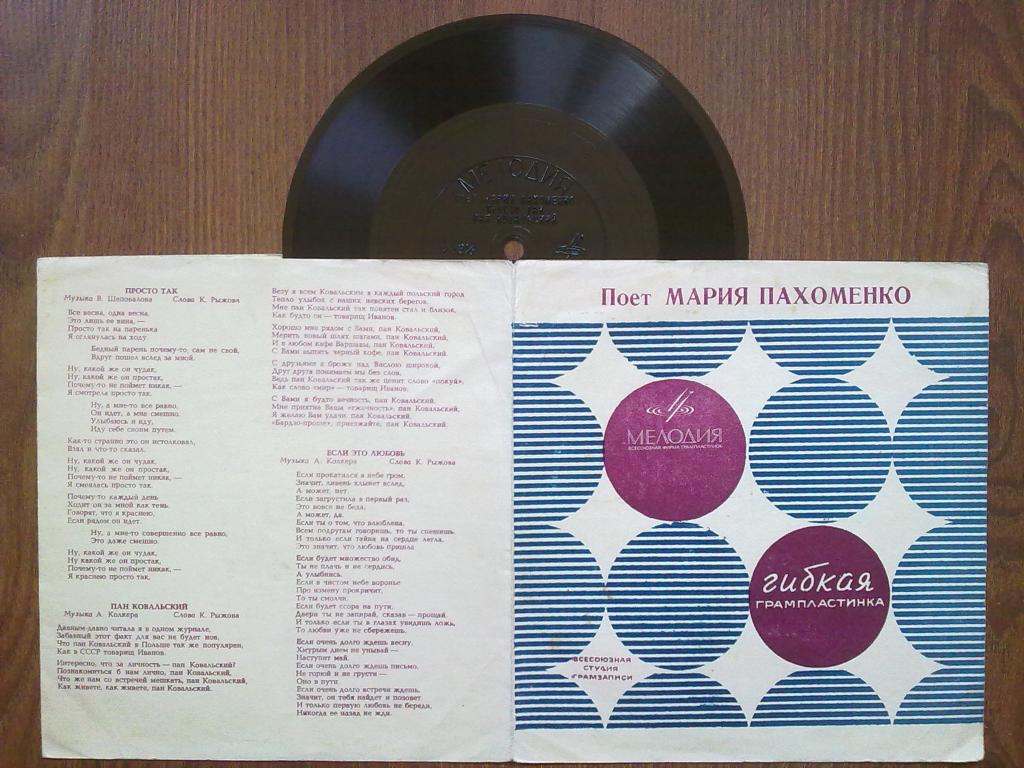 МЕЛОДИЯ
ПРОСТО ТАК
Музыка В. Шеповалова Слова К. Рыжова
Все весна, одна весна,
Это лишь ее вина, —
Просто так на паренька
Я оглянулась на ходу.
Бедный парень почему-то, сам не свой,
Вдруг пошел вслед за мной.
Ну, какой же он чудак,
Ну, какой же он простак,
Почему-то не поймет никак, —
Я смотрела просто так.
Ну, а мне-то все равно,
Он идет, а мне смешно,
Улыбаюсь и иду,
Иду себе своим путем.
Как-то странно это он истолковал,
Взял и что-то сказал.
Ну, какой же он чудак,
Ну, какой же он простак,
Почему-то не поймет никак, —
Я смеялась просто так.
Почему-то каждый день
Ходит он за мной как тень.
Говорят, что я краснею,
Если рядом он идет.
Ну, а мне-то совершенно все равно,
Это даже смешно.
Ну, какой же он чудак,
Ну какой же он простак,
Почему-то не поймет никак, —
Я краснею просто так.
ПАН КОВАЛЬСКИЙ
Музыка А. Колкера Слова К. Рыжова
Давным-давно читала я в одном журнале,
Забавный этот факт для вас не будет нов,
Что пан Ковальский в Польше так же популярен,
Как в СССР товарищ Иванов.
Интересно, что за личность — пан Ковальский?
Познакомиться б нам лично, пан Ковальский,
Что же нам со встречей мешкать, пан Ковальский,
Как живете, как живете, пан Ковальский.
Везу я всем Ковальским в каждый польский город
Тепло улыбок с наших невских берегов.
Мне пан Ковальский так понятен стал и близок,
Как будто он — товарищ Иванов.
Хорошо мне рядом с Вами, пан Ковальский,
Мерить новый шлях шагами, пан Ковальский,
И в любом кафе Варшавы, пан Ковальский,
С Вами выпить черный кофе, пан Ковальский.
С друзьями я брожу над Вислою широкой,
Друг друга понимаем мы без слов,
Ведь пан Ковальский так же ценит слово «покуй»,
Как слово «мир» — товарищ Иванов.
С Вами я будто вечность, пан Ковальский,
Мне приятна Ваша «гжечность», пан Ковальский,
Я желаю Вам удачи, пан Ковальский,
«Бардзо-проше», приезжайте, пан Ковальский.
ЕСЛИ ЭТО ЛЮБОВЬ
Музыка А. Колкера Слова К. Рыжова
Если прокатился в небе гром,
Значит, ливень хлынет вслед,
А может, нет.
Если загрустила в первый раз,
Это вовсе не беда,
А может, да.
Если ты о том, что влюблена,
Всем подругам говоришь, то ты спешишь.
И только если тайна на сердце легла,
Это значит, что любовь пришла
Если будет множество обид,
Ты не плачь и не сердись,
А улыбнись.
Если в чистом небе воронье
Про измену прокричит,
То ты смолчи.
Если будет ссора на пути,
Двери ты не запирай, сказав — прощай.
И только если ты в глазах увидишь ложь,
То любви уже не сбережешь.
Если очень долго ждешь весну,
Хмурым днем не унывай —
Наступит май.
Если очень долго ждешь письмо,
Не горюй и не грусти —
Оно в пути
Если очень долго встречи ждешь,
Значит, он тебя найдет и позовет.
И только первую любовь не береди,
Никогда ее назад не жди.
Поет МАРИЯ ПАХОМЕНКО
МЕЛОДИЯ
ВСЕСОЮЗНАЯ ФИРМА ГРАМПЛАСТИНОК
гибкая
ГРАМПЛАСТИНКА
ВСЕСОЮЗНАЯ
СТУДИЯ
ГРАМЗАПИСИ